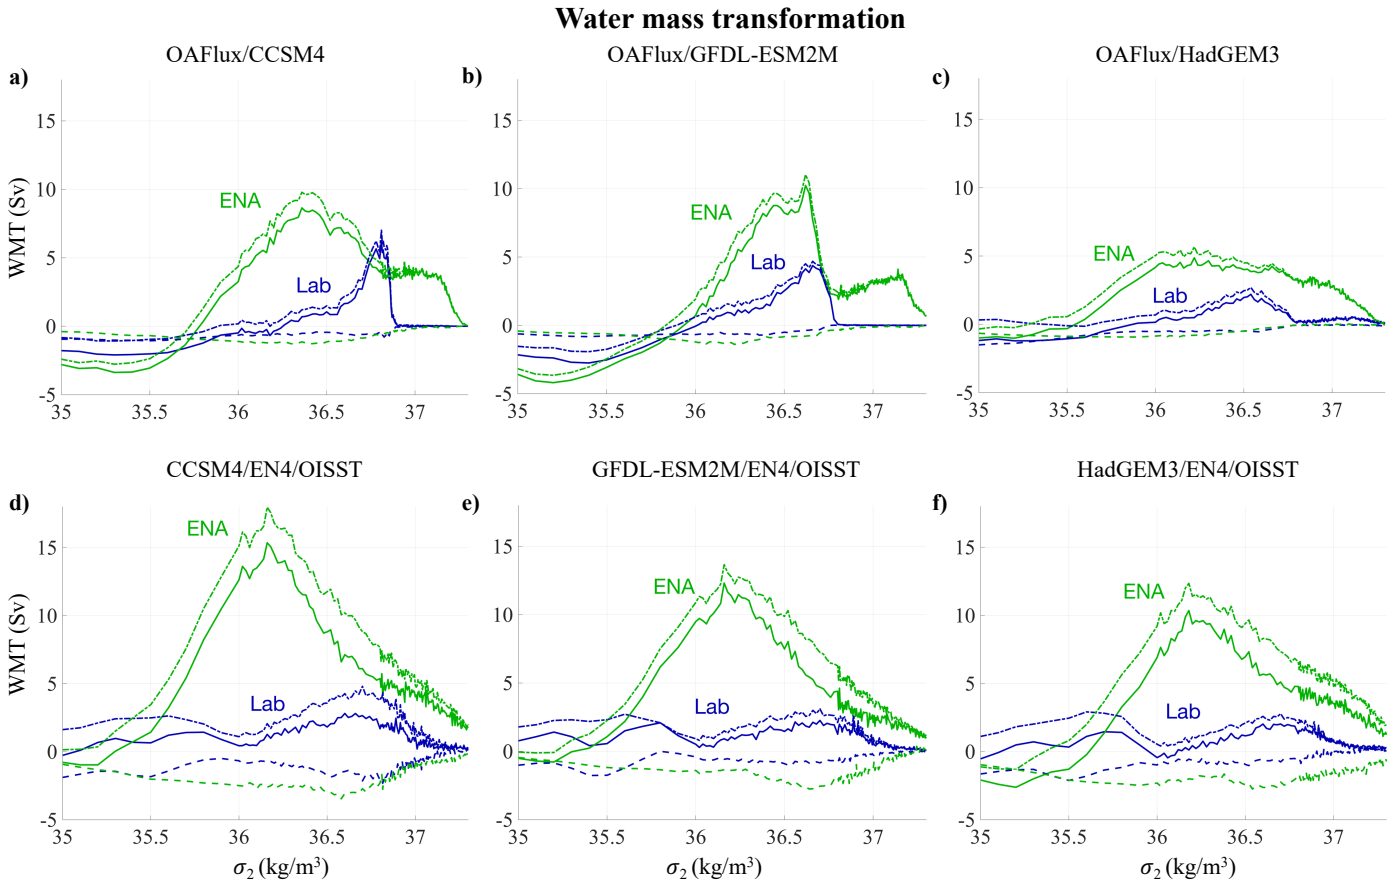 Water mass transformation
OAFlux/CCSM4
OAFlux/GFDL-ESM2M
OAFlux/HadGEM3
a)
b)
c)
WMT (Sv)
15
10
5
0
-5
ENA
Lab
35
35.5
36
36.5
37
15
10
5
0
-5
ENA
Lab
35
35.5
36
36.5
37
15
10
5
0
-5
ENA
Lab
35
35.5
36
36.5
37
CCSM4/EN4/OISST
GFDL-ESM2M/EN4/OISST
HadGEM3/EN4/OISST
d)
e)
f)
WMT (Sv)
15
10
5
0
-5
ENA
Lab
35
35.5
36
36.5
37
σ₂ (kg/m³)
15
10
5
0
-5
ENA
Lab
35
35.5
36
36.5
37
σ₂ (kg/m³)
15
10
5
0
-5
ENA
Lab
35
35.5
36
36.5
37
σ₂ (kg/m³)